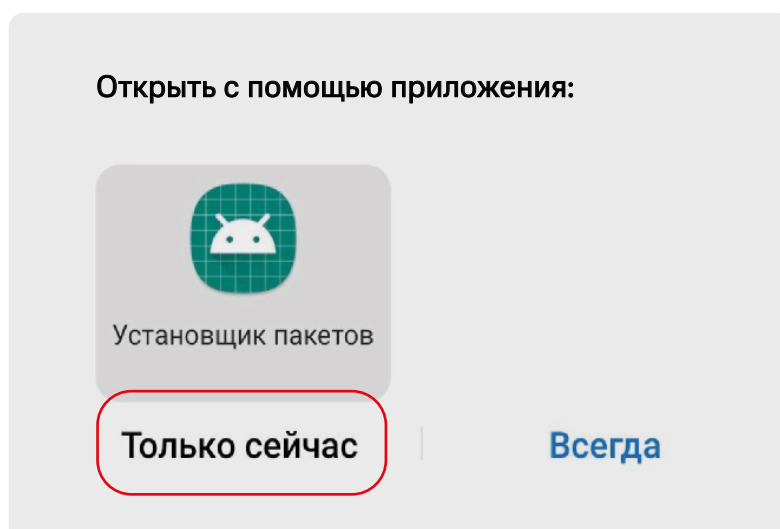 Открыть с помощью приложения:
Установщик пакетов
Только сейчас
Всегда